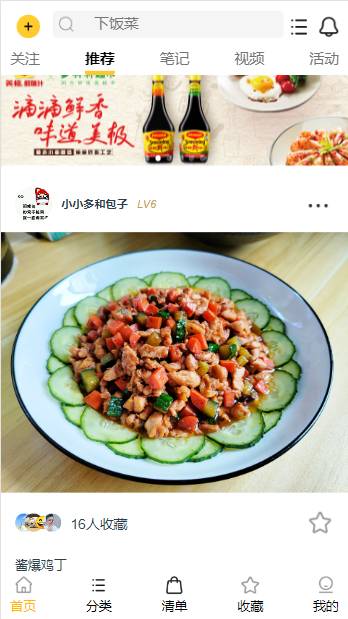 下饭菜
关注 推荐 笔记 视频 活动
滴滴鲜香
味道美极
小小多和包子 LV6
16人收藏
酱爆鸡丁
首页 分类 清单 收藏 我的